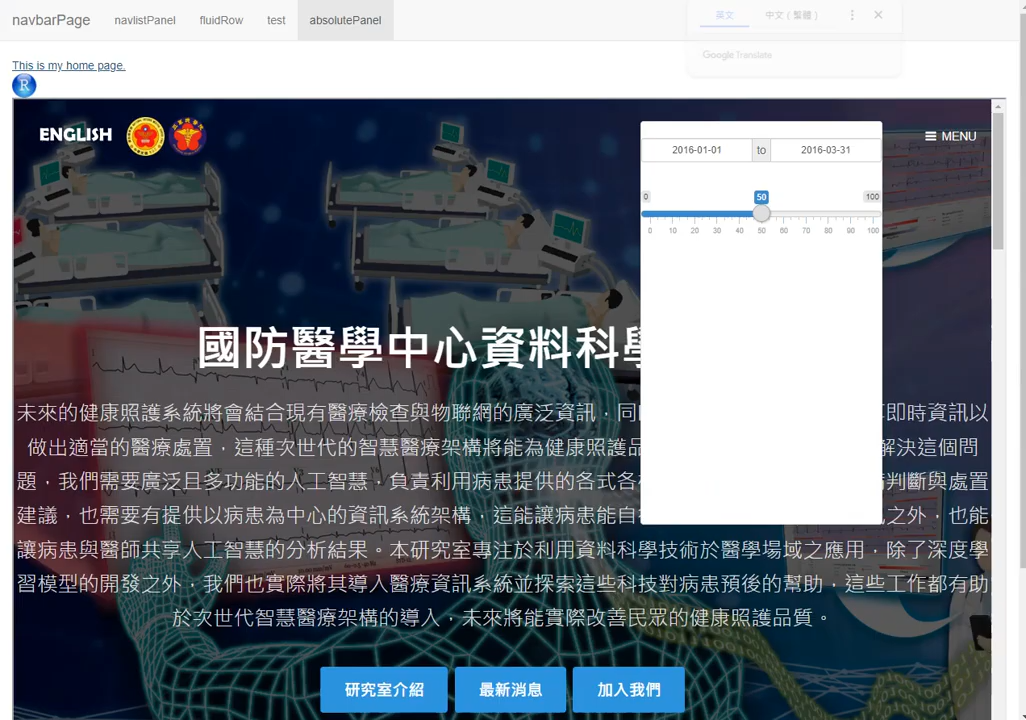 navbarPage navlistPanel fluidRow test absolutePanel
英文 中文（繁體）
Google Translate
This is my home page.
R
ENGLISH
MENU
2016-01-01 to 2016-03-31
0 50 100
0 10 20 30 40 50 60 70 80 90 100
國防醫學中心資料科學
未來的健康照護系統將會結合現有醫療檢查與物聯網的廣泛資訊，同 即時資訊以
做出適當的醫療處置，這種次世代的智慧醫療架構將能為健康照護品 解決這個問
題，我們需要廣泛且多功能的人工智慧，負責利用病患提供的各式各 判斷與處置
建議，也需要有提供以病患為中心的資訊系統架構，這能讓病患能自 之外，也能
讓病患與醫師共享人工智慧的分析結果。本研究室專注於利用資料科學技術於醫學場域之應用，除了深度學
習模型的開發之外，我們也實際將其導入醫療資訊系統並探索這些科技對病患預後的幫助，這些工作都有助
於次世代智慧醫療架構的導入，未來將能實際改善民眾的健康照護品質。
研究室介紹 最新消息 加入我們